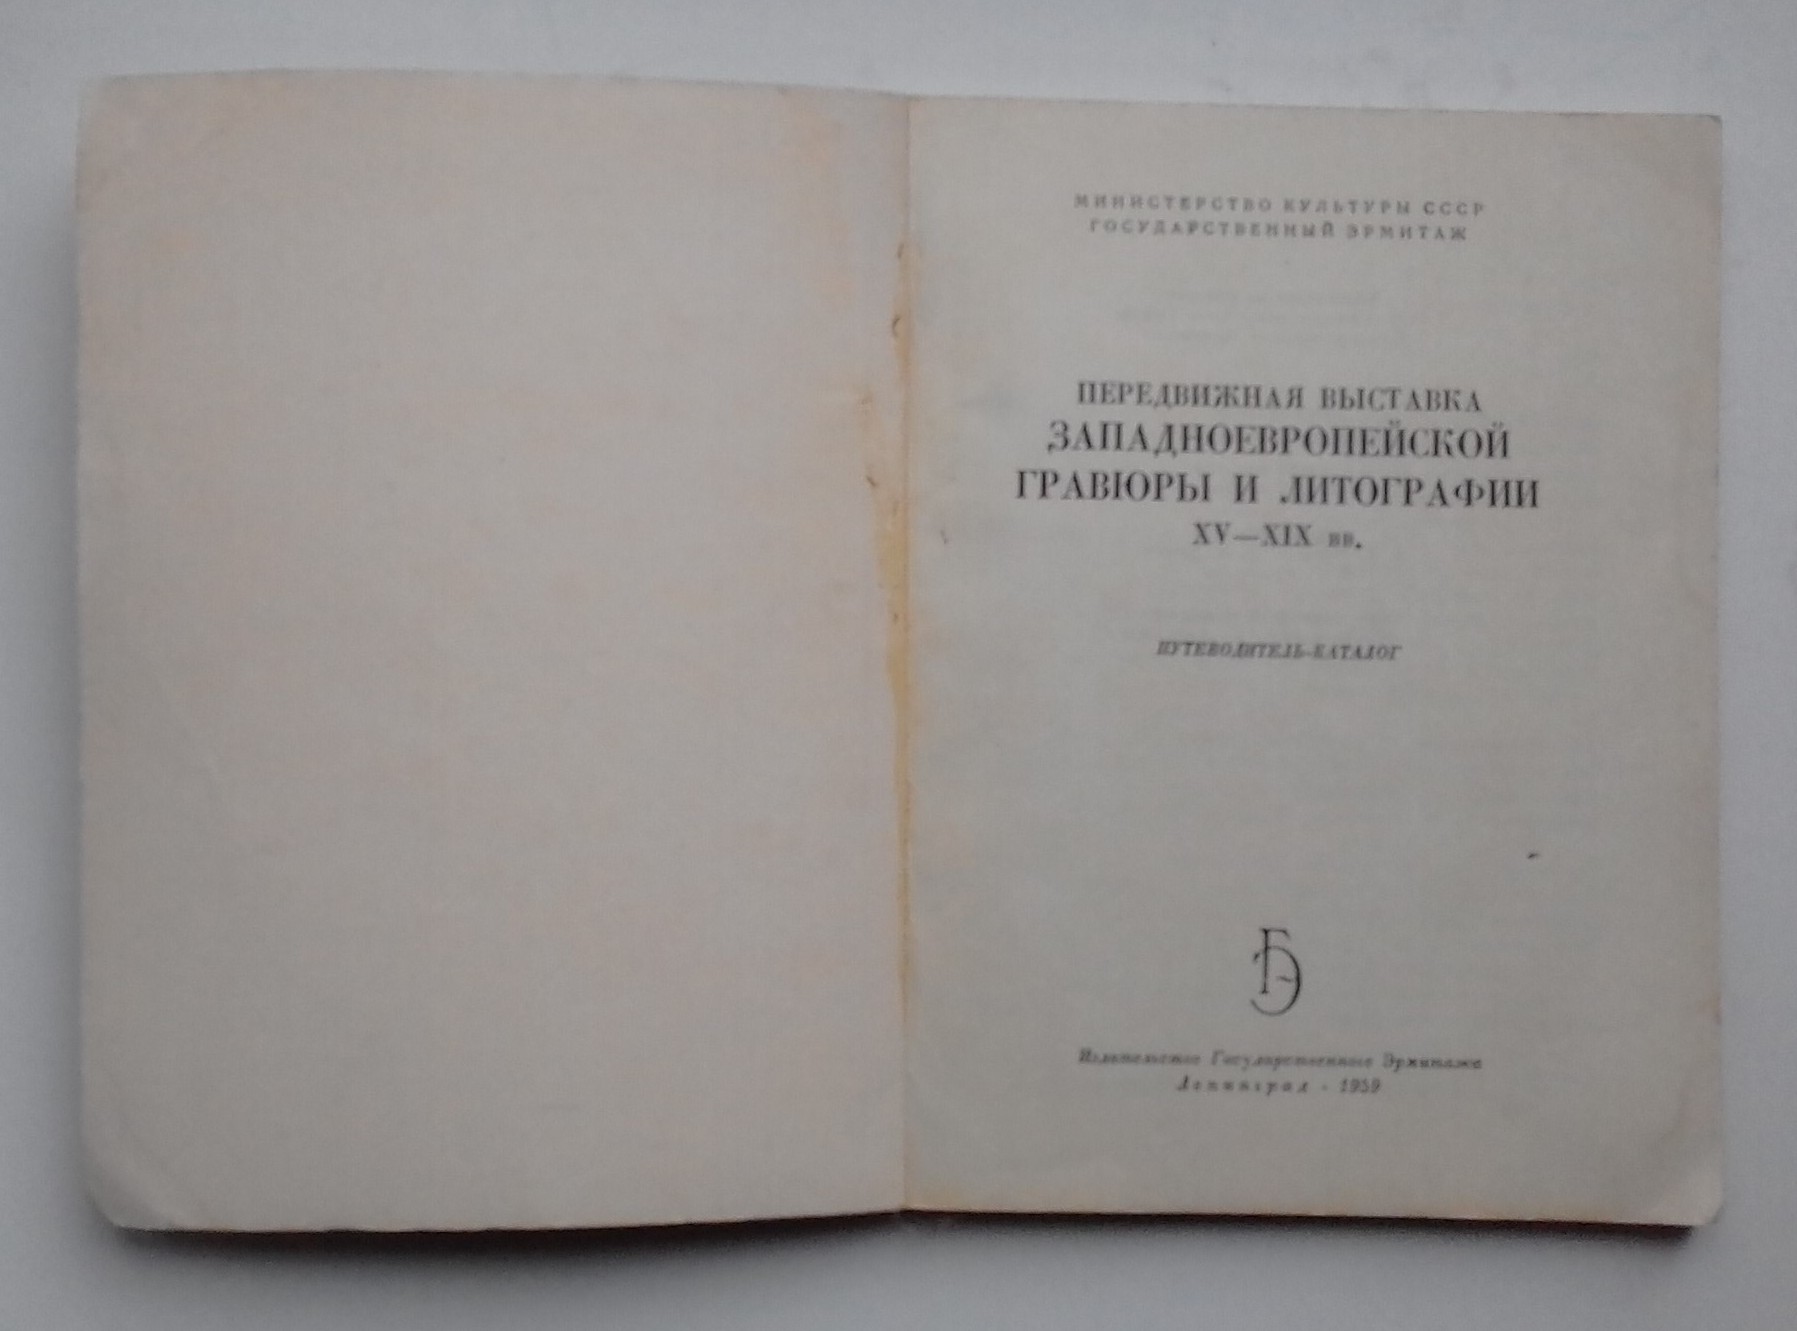 МИНИСТЕРСТВО КУЛЬТУРЫ СССР
ГОСУДАРСТВЕННЫЙ ЭРМИТАЖ
ПЕРЕДВИЖНАЯ ВЫСТАВКА
ЗАПАДНОЕВРОПЕЙСКОЙ
ГРАВЮРЫ И ЛИТОГРАФИИ
XV—XIX вв.
ПУТЕВОДИТЕЛЬ-КАТАЛОГ
ГЭ
Издательство Государственного Эрмитажа
Ленинград · 1959